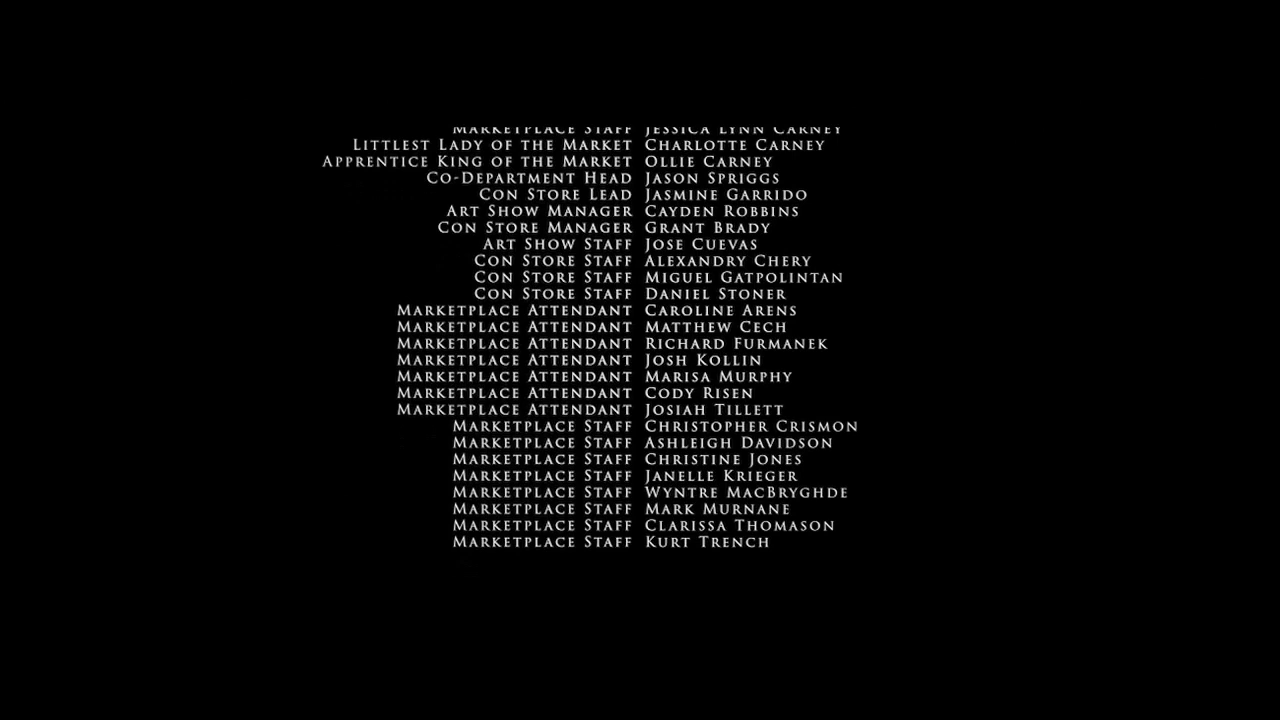 Marketplace Staff Jessica Lynn Carney
Littlest Lady of the Market Charlotte Carney
Apprentice King of the Market Ollie Carney
Co-Department Head Jason Spriggs
Con Store Lead Jasmine Garrido
Art Show Manager Cayden Robbins
Con Store Manager Grant Brady
Art Show Staff Jose Cuevas
Con Store Staff Alexandry Chery
Con Store Staff Miguel Gatpolintan
Con Store Staff Daniel Stoner
Marketplace Attendant Caroline Arens
Marketplace Attendant Matthew Cech
Marketplace Attendant Richard Furmanek
Marketplace Attendant Josh Kollin
Marketplace Attendant Marisa Murphy
Marketplace Attendant Cody Risen
Marketplace Attendant Josiah Tillett
Marketplace Staff Christopher Crismon
Marketplace Staff Ashleigh Davidson
Marketplace Staff Christine Jones
Marketplace Staff Janelle Krieger
Marketplace Staff Wyntre MacBryghde
Marketplace Staff Mark Murnane
Marketplace Staff Clarissa Thomason
Marketplace Staff Kurt Trench